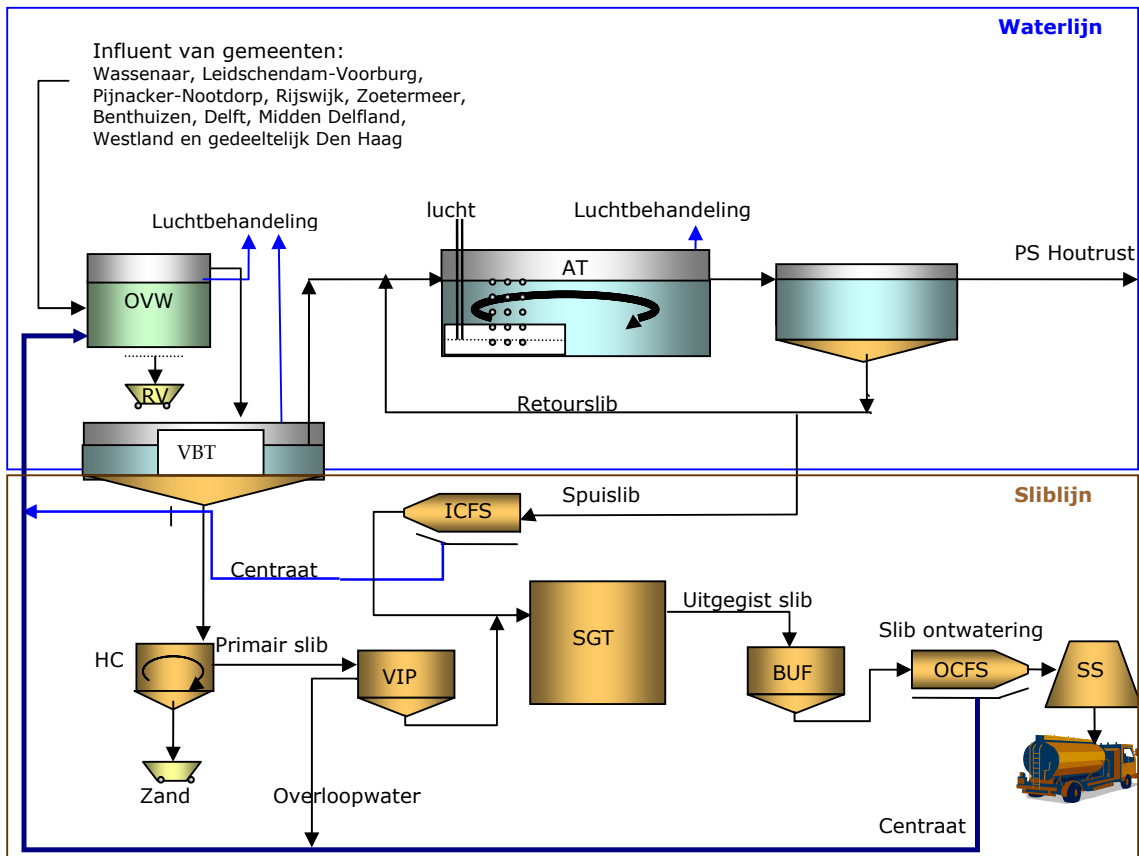 Waterlijn
Influent van gemeenten:
Wassenaar, Leidschendam-Voorburg,
Pijnacker-Nootdorp, Rijswijk, Zoetermeer,
Benthuizen, Delft, Midden Delfland,
Westland en gedeeltelijk Den Haag
Luchtbehandeling
lucht
Luchtbehandeling
PS Houtrust
OVW
AT
RV
Retourslib
VBT
Sliblijn
Spuislib
ICFS
Centraat
Uitgegist slib
SGT
Slib ontwatering
HC
Primair slib
VIP
BUF
OCFS
SS
Zand
Overloopwater
Centraat